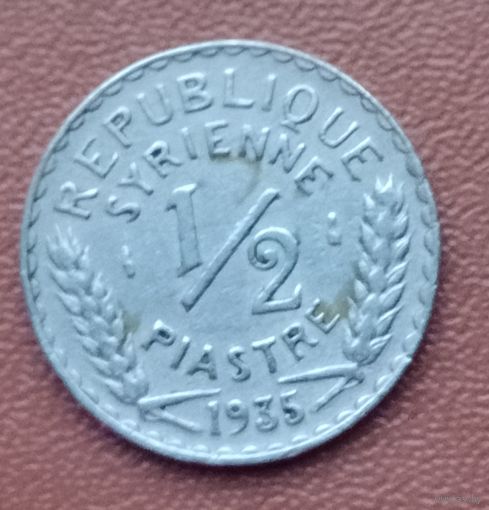 REPUBLIQUE
SYRIENNE
1/2
PIASTRE
1935